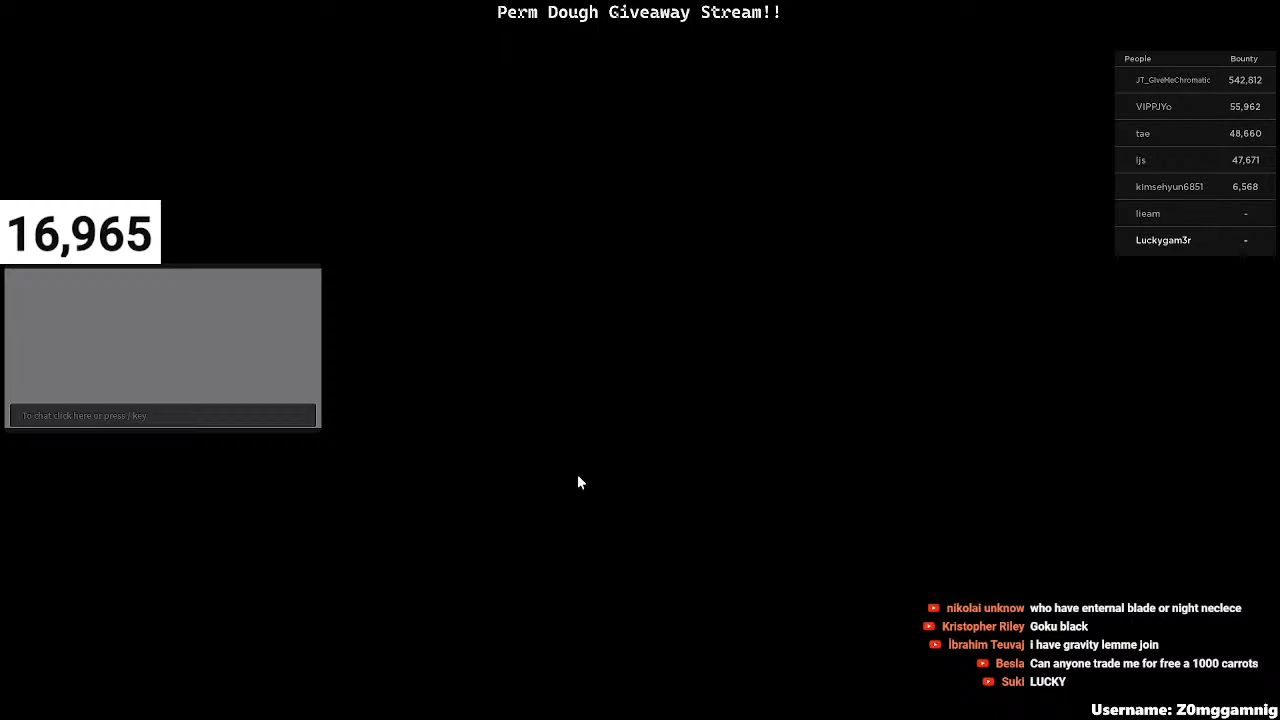 Perm Dough Giveaway Stream!!
People Bounty
JT_GIveMeChromatic 542,812
VIPPJYo 55,962
tae 48,660
ljs 47,671
kimsehyun6851 6,568
lieam -
Luckygam3r -
16,965
To chat click here or press / key
nikolai unknow who have enternal blade or night neclece
Kristopher Riley Goku black
İbrahim Teuvaj i have gravity lemme join
Besla Can anyone trade me for free a 1000 carrots
Suki LUCKY
Username: Z0mggamnig